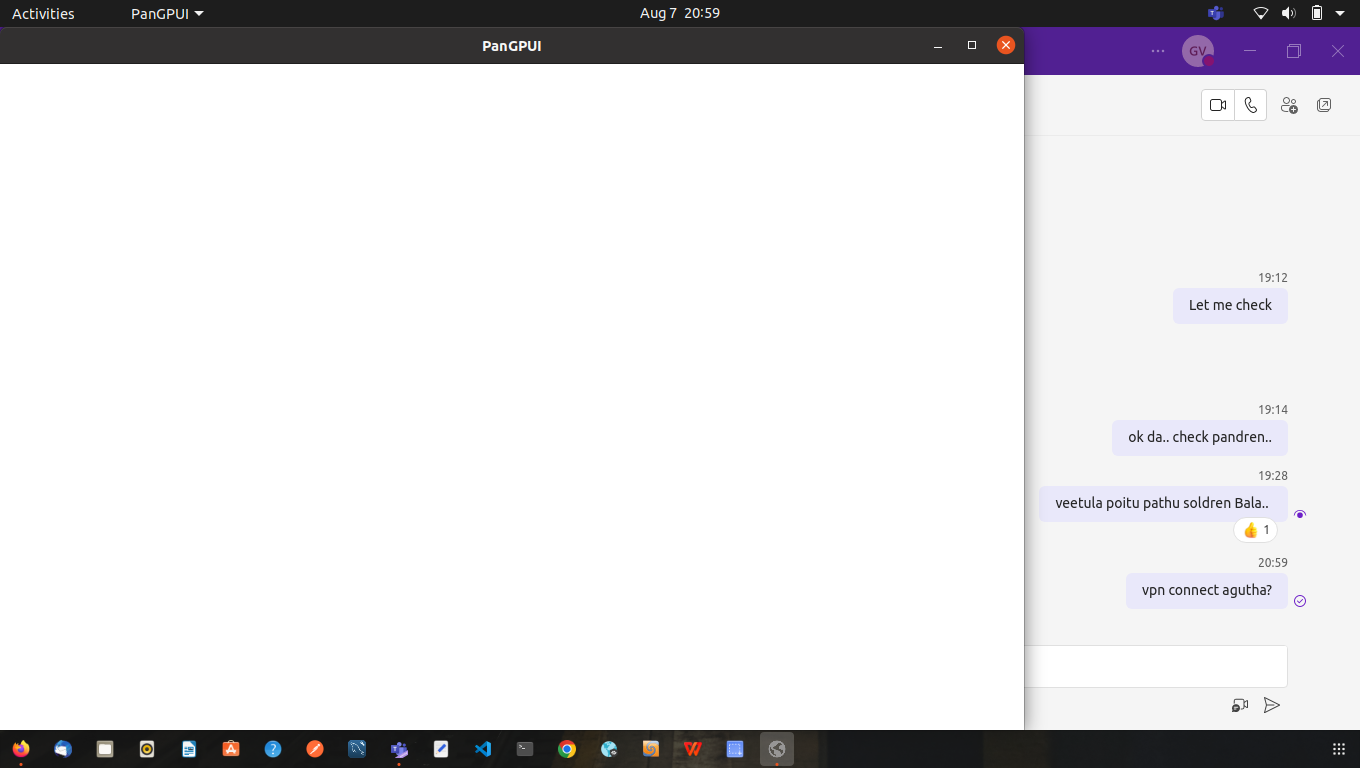 Activities
PanGPUI
Aug 7 20:59
PanGPUI
GV
19:12
Let me check
19:14
ok da.. check pandren..
19:28
veetula poitu pathu soldren Bala..
👍 1
20:59
vpn connect agutha?